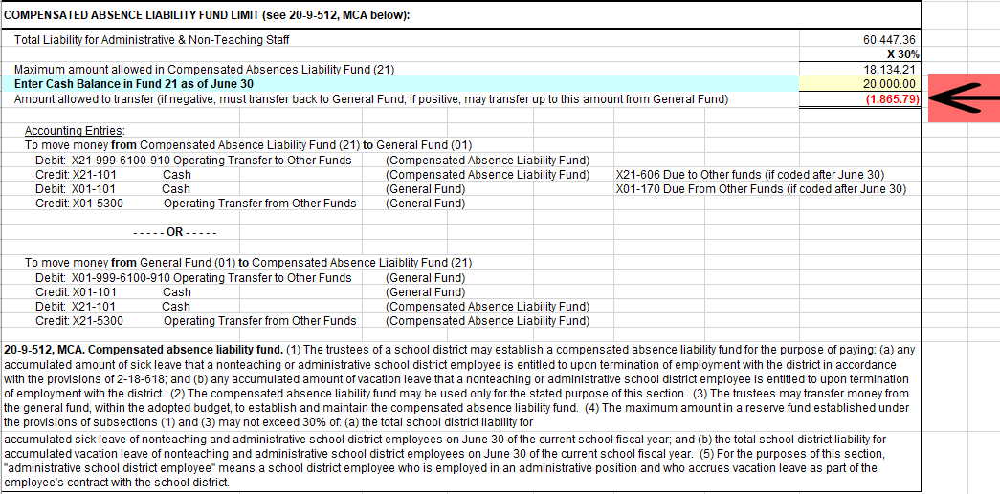 COMPENSATED ABSENCE LIABILITY FUND LIMIT (see 20-9-512, MCA below):
Total Liability for Administrative & Non-Teaching Staff 60,447.36
X 30%
Maximum amount allowed in Compensated Absences Liability Fund (21) 18,134.21
Enter Cash Balance in Fund 21 as of June 30 20,000.00
Amount allowed to transfer (if negative, must transfer back to General Fund; if positive, may transfer up to this amount from General Fund) (1,865.79)
Accounting Entries:
To move money from Compensated Absence Liability Fund (21) to General Fund (01)
Debit: X21-999-6100-910 Operating Transfer to Other Funds (Compensated Absence Liability Fund)
Credit: X21-101 Cash (Compensated Absence Liability Fund) X21-606 Due to Other funds (if coded after June 30)
Debit: X01-101 Cash (General Fund) X01-170 Due From Other Funds (if coded after June 30)
Credit: X01-5300 Operating Transfer from Other Funds (General Fund)
- - - - - OR - - - - -
To move money from General Fund (01) to Compensated Absence Liaiblity Fund (21)
Debit: X01-999-6100-910 Operating Transfer to Other Funds (General Fund)
Credit: X01-101 Cash (General Fund)
Debit: X21-101 Cash (Compensated Absence Liability Fund)
Credit: X21-5300 Operating Transfer from Other Funds (Compensated Absence Liability Fund)
20-9-512, MCA. Compensated absence liability fund. (1) The trustees of a school district may establish a compensated absence liability fund for the purpose of paying: (a) any
accumulated amount of sick leave that a nonteaching or administrative school district employee is entitled to upon termination of employment with the district in accordance
with the provisions of 2-18-618; and (b) any accumulated amount of vacation leave that a nonteaching or administrative school district employee is entitled to upon termination
of employment with the district. (2) The compensated absence liability fund may be used only for the stated purpose of this section. (3) The trustees may transfer money from
the general fund, within the adopted budget, to establish and maintain the compensated absence liability fund. (4) The maximum amount in a reserve fund established under
the provisions of subsections (1) and (3) may not exceed 30% of: (a) the total school district liability for
accumulated sick leave of nonteaching and administrative school district employees on June 30 of the current school fiscal year; and (b) the total school district liability for
accumulated vacation leave of nonteaching and administrative school district employees on June 30 of the current school fiscal year. (5) For the purposes of this section,
"administrative school district employee" means a school district employee who is employed in an administrative position and who accrues vacation leave as part of the
employee's contract with the school district.